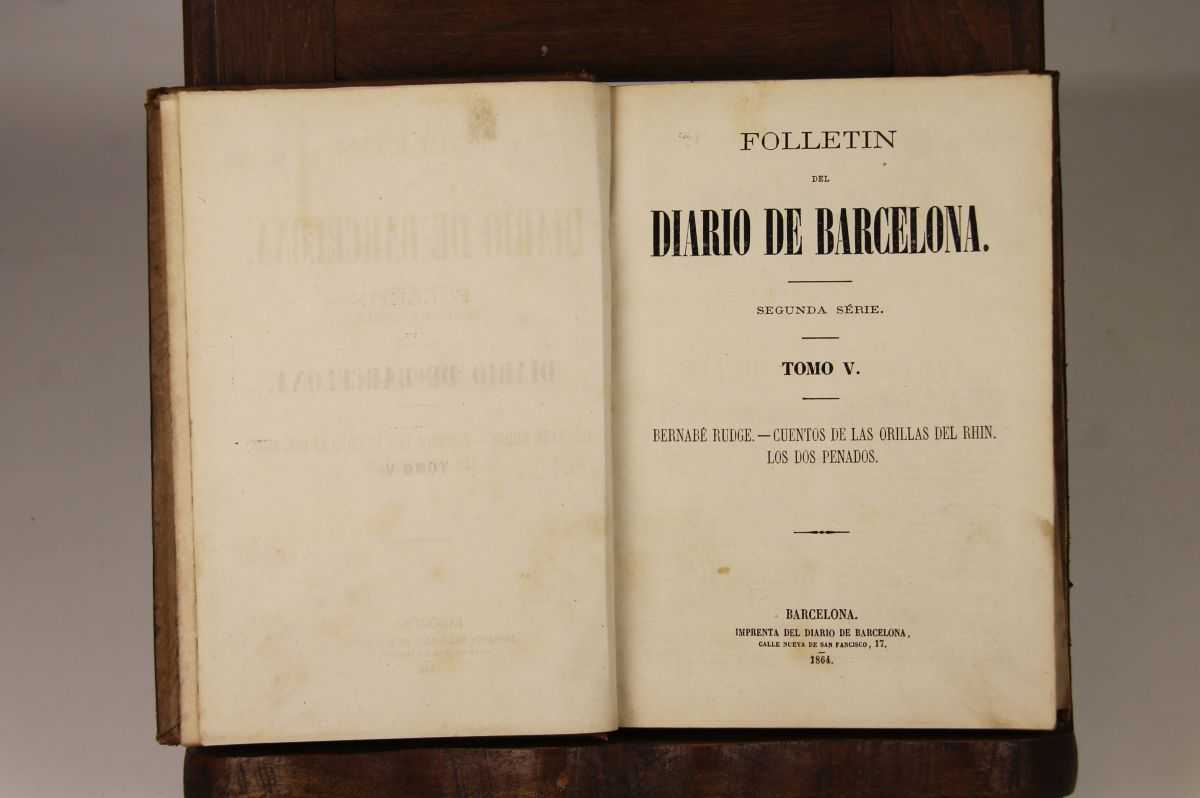 FOLLETIN
DEL
DIARIO DE BARCELONA.
SEGUNDA SÉRIE.
TOMO V.
BERNABÉ RUDGE.—CUENTOS DE LAS ORILLAS DEL RHIN.
LOS DOS PENADOS.
BARCELONA.
IMPRENTA DEL DIARIO DE BARCELONA,
CALLE NUEVA DE SAN FANCISCO, 17.
1864.